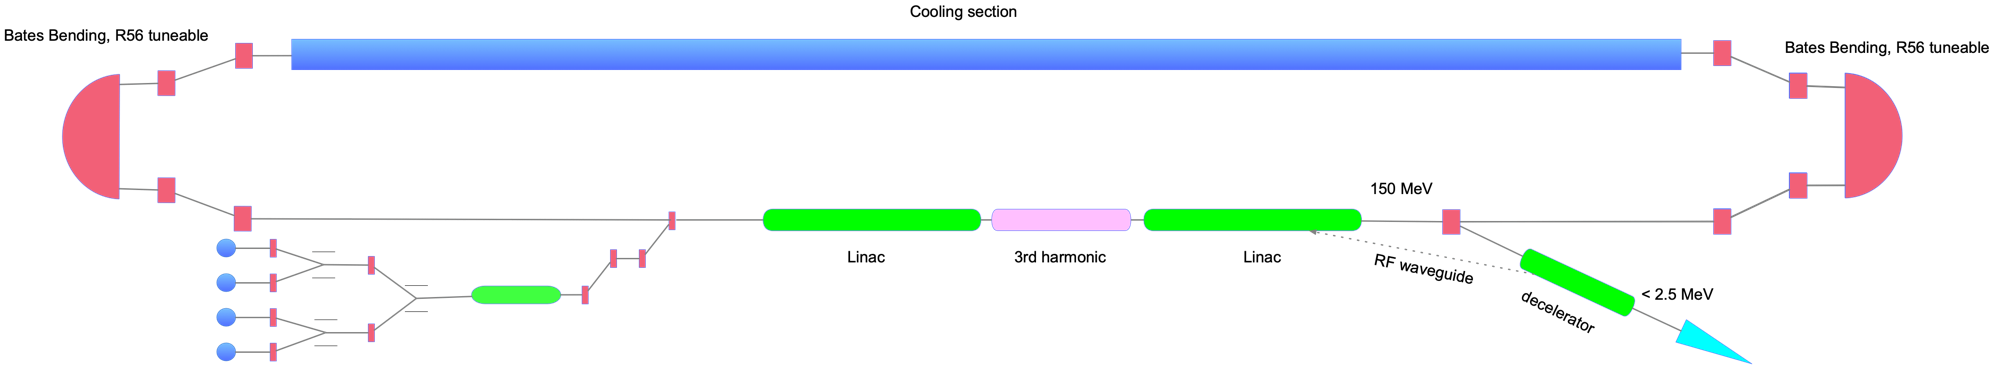 Cooling section
Bates Bending, R56 tuneable
Bates Bending, R56 tuneable
150 MeV
Linac
3rd harmonic
Linac
RF waveguide
< 2.5 MeV
decelerator